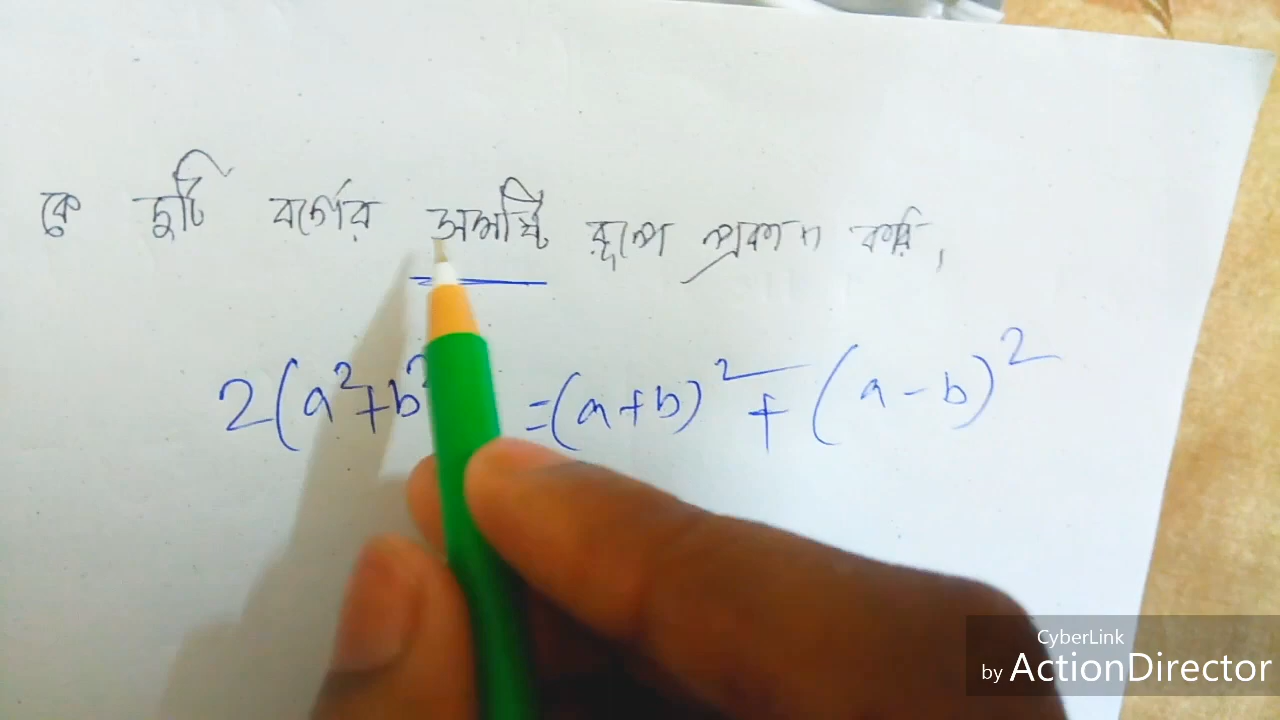 কে দুটি বর্গের সমষ্টি রূপে প্রকাশ করি,
2(a²+b² =(a+b)² + (a-b)²
CyberLink
by ActionDirector